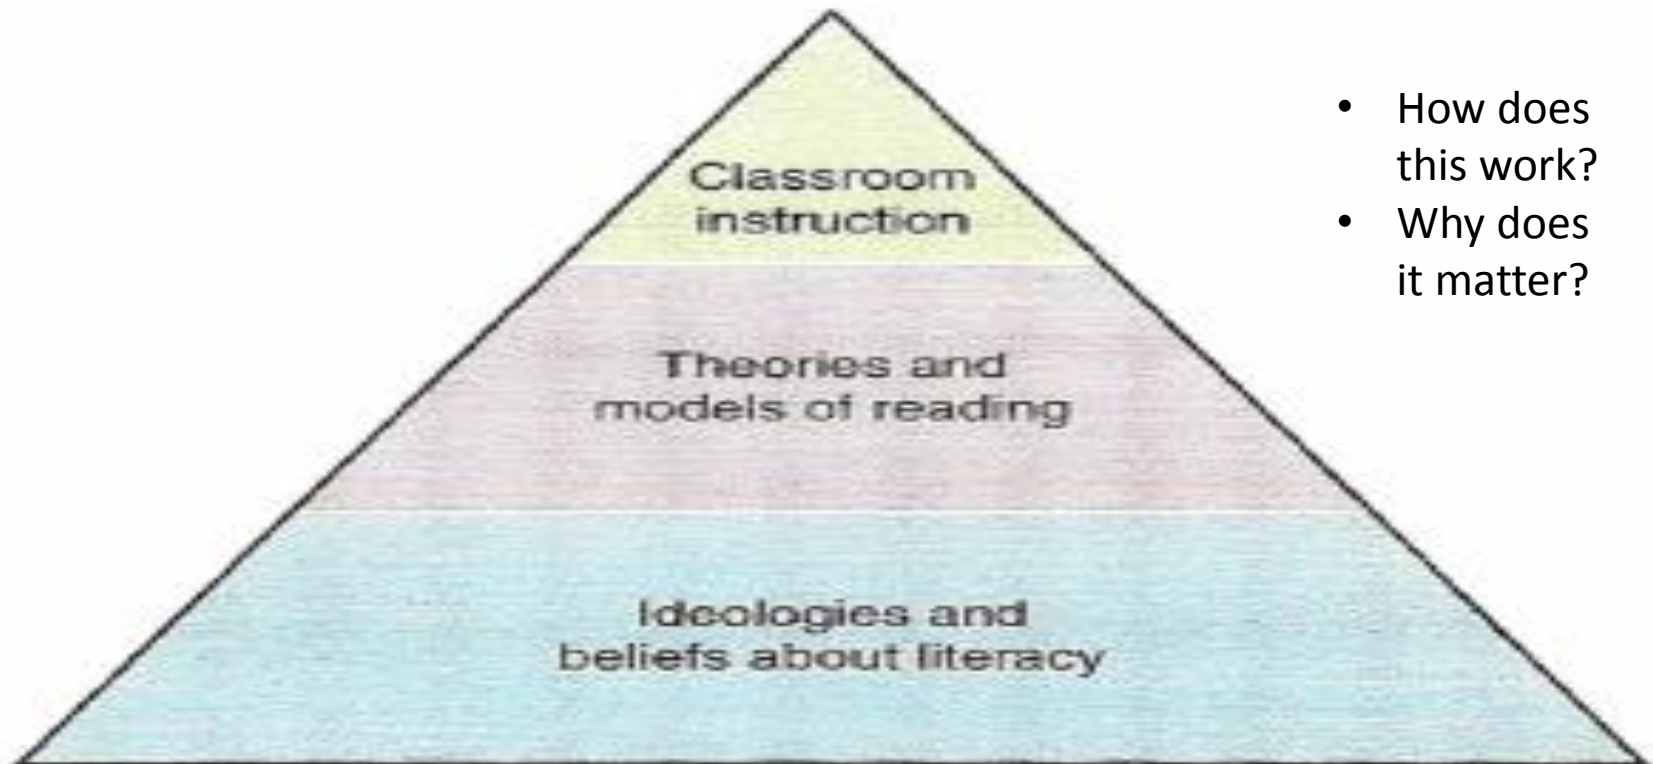 Classroom
instruction
Theories and
models of reading
Ideologies and
beliefs about literacy
• How does
this work?
• Why does
it matter?